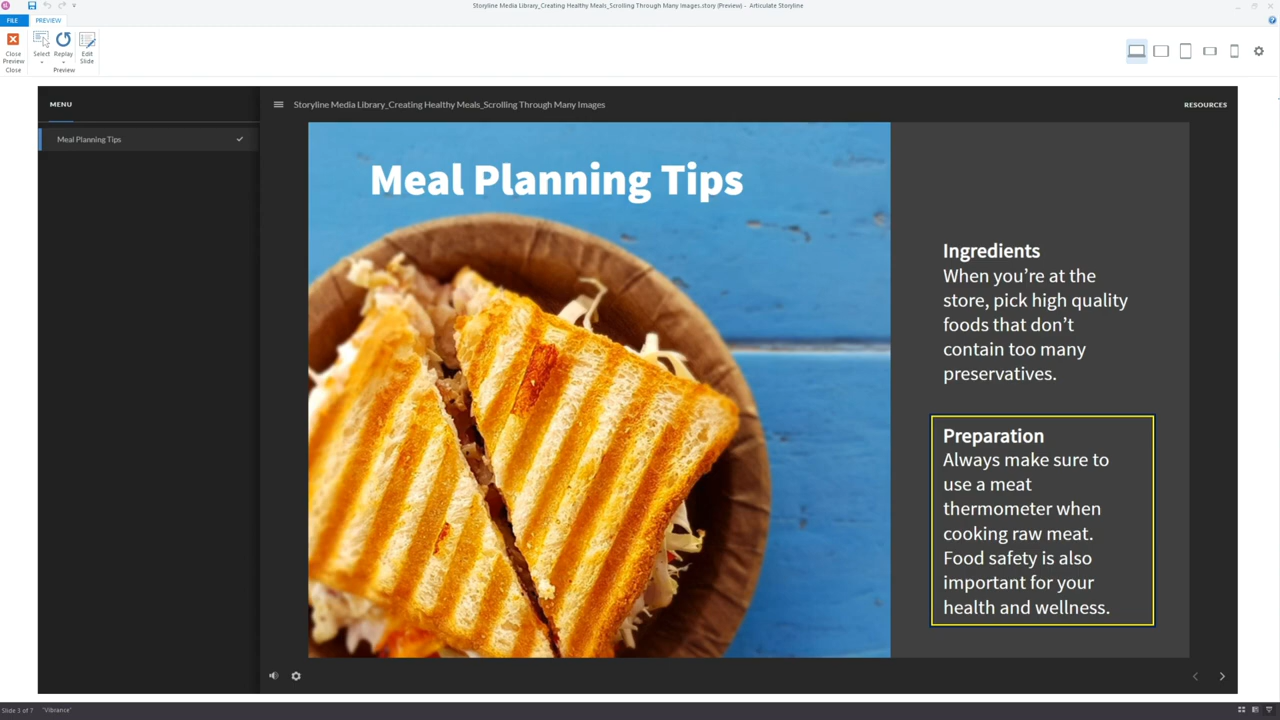 Storyline Media Library_Creating Healthy Meals_Scrolling Through Many Images.story (Preview) - Articulate Storyline
FILE
PREVIEW
Close Preview
Select
Replay
Edit Slide
Close
Preview
MENU
Storyline Media Library_Creating Healthy Meals_Scrolling Through Many Images
RESOURCES
Meal Planning Tips
Meal Planning Tips
Ingredients
When you’re at the
store, pick high quality
foods that don’t
contain too many
preservatives.
Preparation
Always make sure to
use a meat
thermometer when
cooking raw meat.
Food safety is also
important for your
health and wellness.
Slide 3 of 7
"Vibrance"